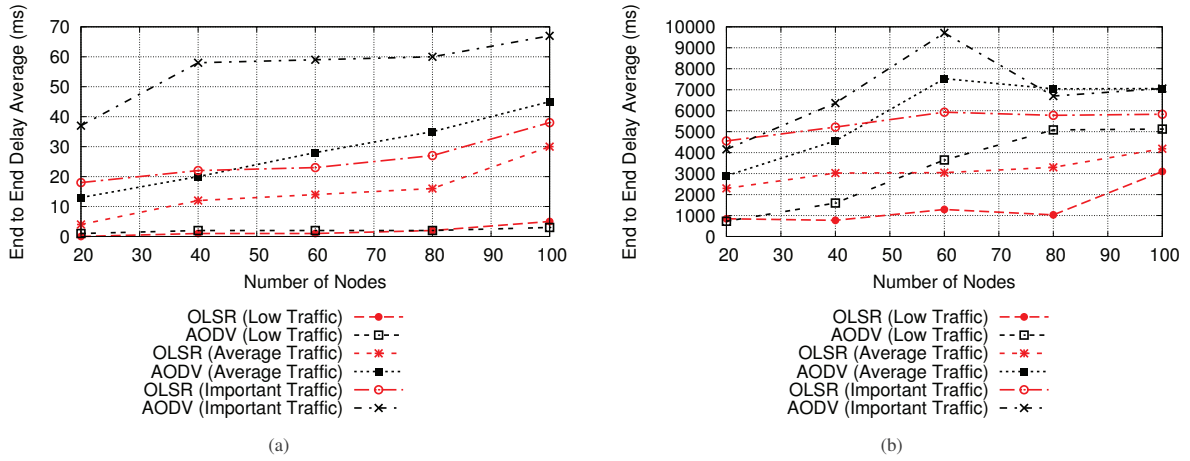 70
60
50
40
30
20
10
0
20 30 40 50 60 70 80 90 100
End to End Delay Average (ms)
Number of Nodes
OLSR (Low Traffic)
AODV (Low Traffic)
OLSR (Average Traffic)
AODV (Average Traffic)
OLSR (Important Traffic)
AODV (Important Traffic)
(a)
10000
9000
8000
7000
6000
5000
4000
3000
2000
1000
0
20 30 40 50 60 70 80 90 100
End to End Delay Average (ms)
Number of Nodes
OLSR (Low Traffic)
AODV (Low Traffic)
OLSR (Average Traffic)
AODV (Average Traffic)
OLSR (Important Traffic)
AODV (Important Traffic)
(b)